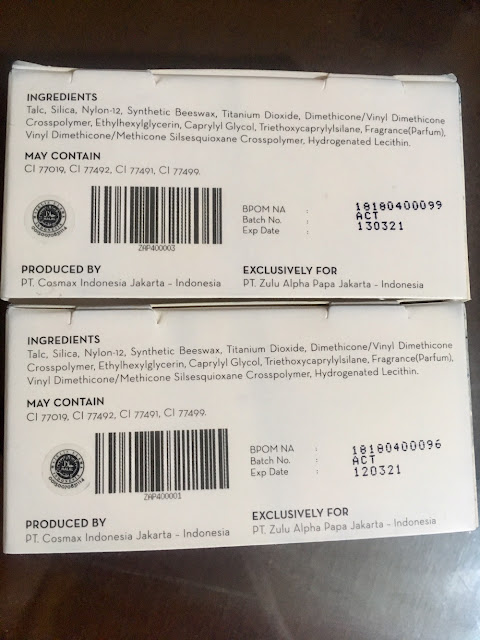 INGREDIENTS
Talc, Silica, Nylon-12, Synthetic Beeswax, Titanium Dioxide, Dimethicone/Vinyl Dimethicone
Crosspolymer, Ethylhexylglycerin, Caprylyl Glycol, Triethoxycaprylylsilane, Fragrance(Parfum),
Vinyl Dimethicone/Methicone Silsesquioxane Crosspolymer, Hydrogenated Lecithin.
MAY CONTAIN
CI 77019, CI 77492, CI 77491, CI 77499.
ZAP400003
BPOM NA : 18180400099
Batch No. : ACT
Exp Date : 130321
PRODUCED BY
PT. Cosmax Indonesia Jakarta - Indonesia
EXCLUSIVELY FOR
PT. Zulu Alpha Papa Jakarta - Indonesia
INGREDIENTS
Talc, Silica, Nylon-12, Synthetic Beeswax, Titanium Dioxide, Dimethicone/Vinyl Dimethicone
Crosspolymer, Ethylhexylglycerin, Caprylyl Glycol, Triethoxycaprylylsilane, Fragrance(Parfum),
Vinyl Dimethicone/Methicone Silsesquioxane Crosspolymer, Hydrogenated Lecithin.
MAY CONTAIN
CI 77019, CI 77492, CI 77491, CI 77499.
ZAP400001
BPOM NA : 18180400096
Batch No. : ACT
Exp Date : 120321
PRODUCED BY
PT. Cosmax Indonesia Jakarta - Indonesia
EXCLUSIVELY FOR
PT. Zulu Alpha Papa Jakarta - Indonesia